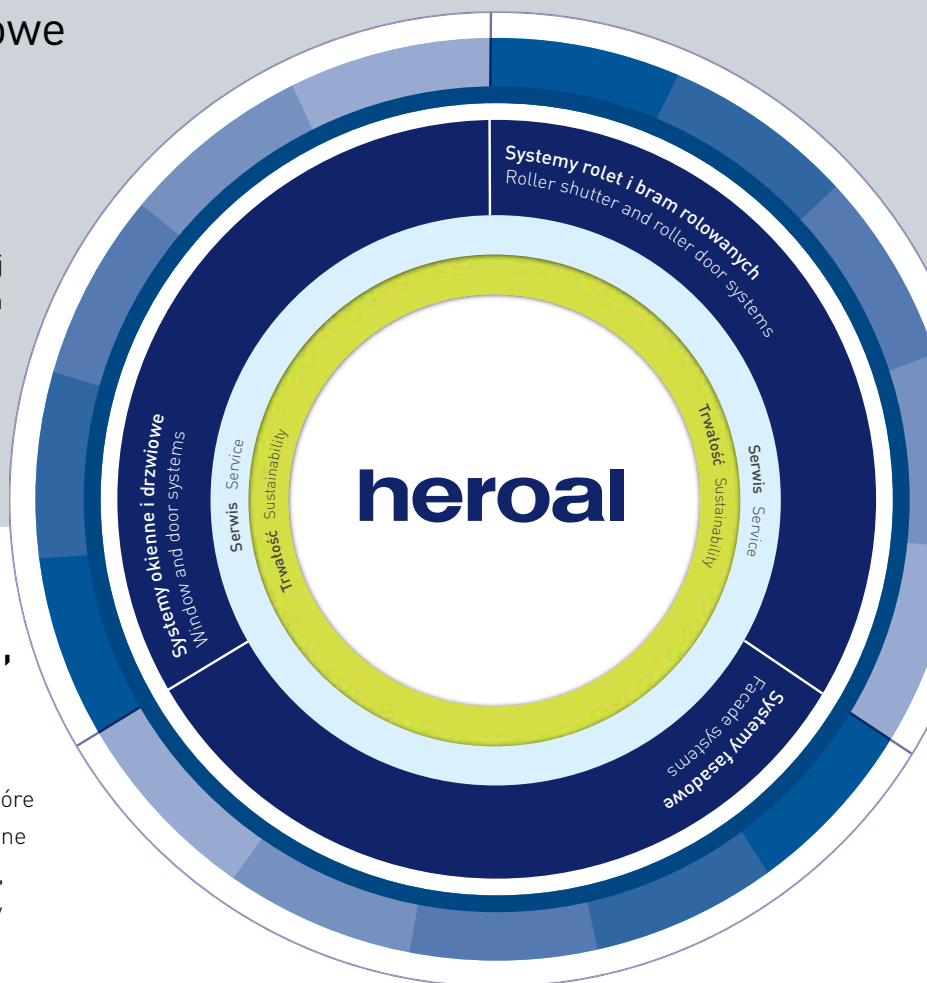 owe
j
,
óre
ne
Systemy rolet i bram rolowanych
Roller shutter and roller door systems
Systemy okienne i drzwiowe
Window and door systems
Serwis Service
Trwałość Sustainability
heroal
Trwałość Sustainability
Serwis Service
Systemy fasadowe
Facade systems